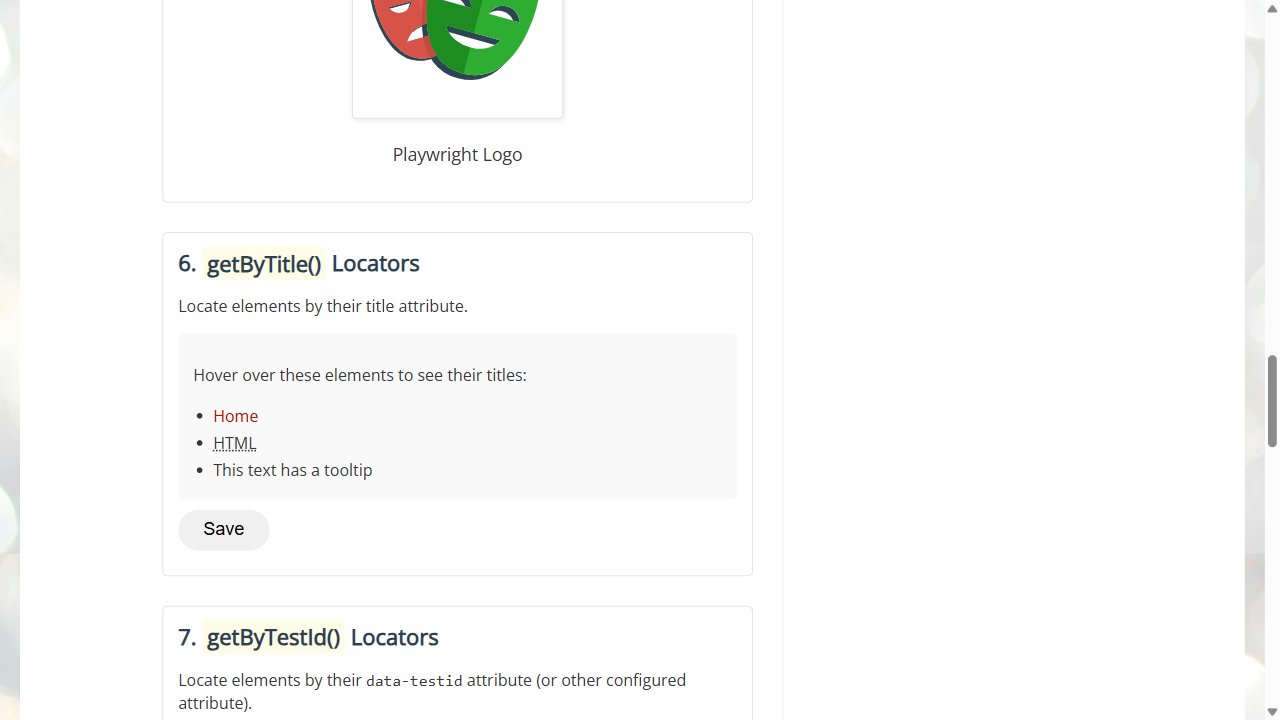 Playwright Logo
6. getByTitle() Locators
Locate elements by their title attribute.
Hover over these elements to see their titles:
Home
HTML
This text has a tooltip
Save
7. getByTestId() Locators
Locate elements by their data-testid attribute (or other configured
attribute).